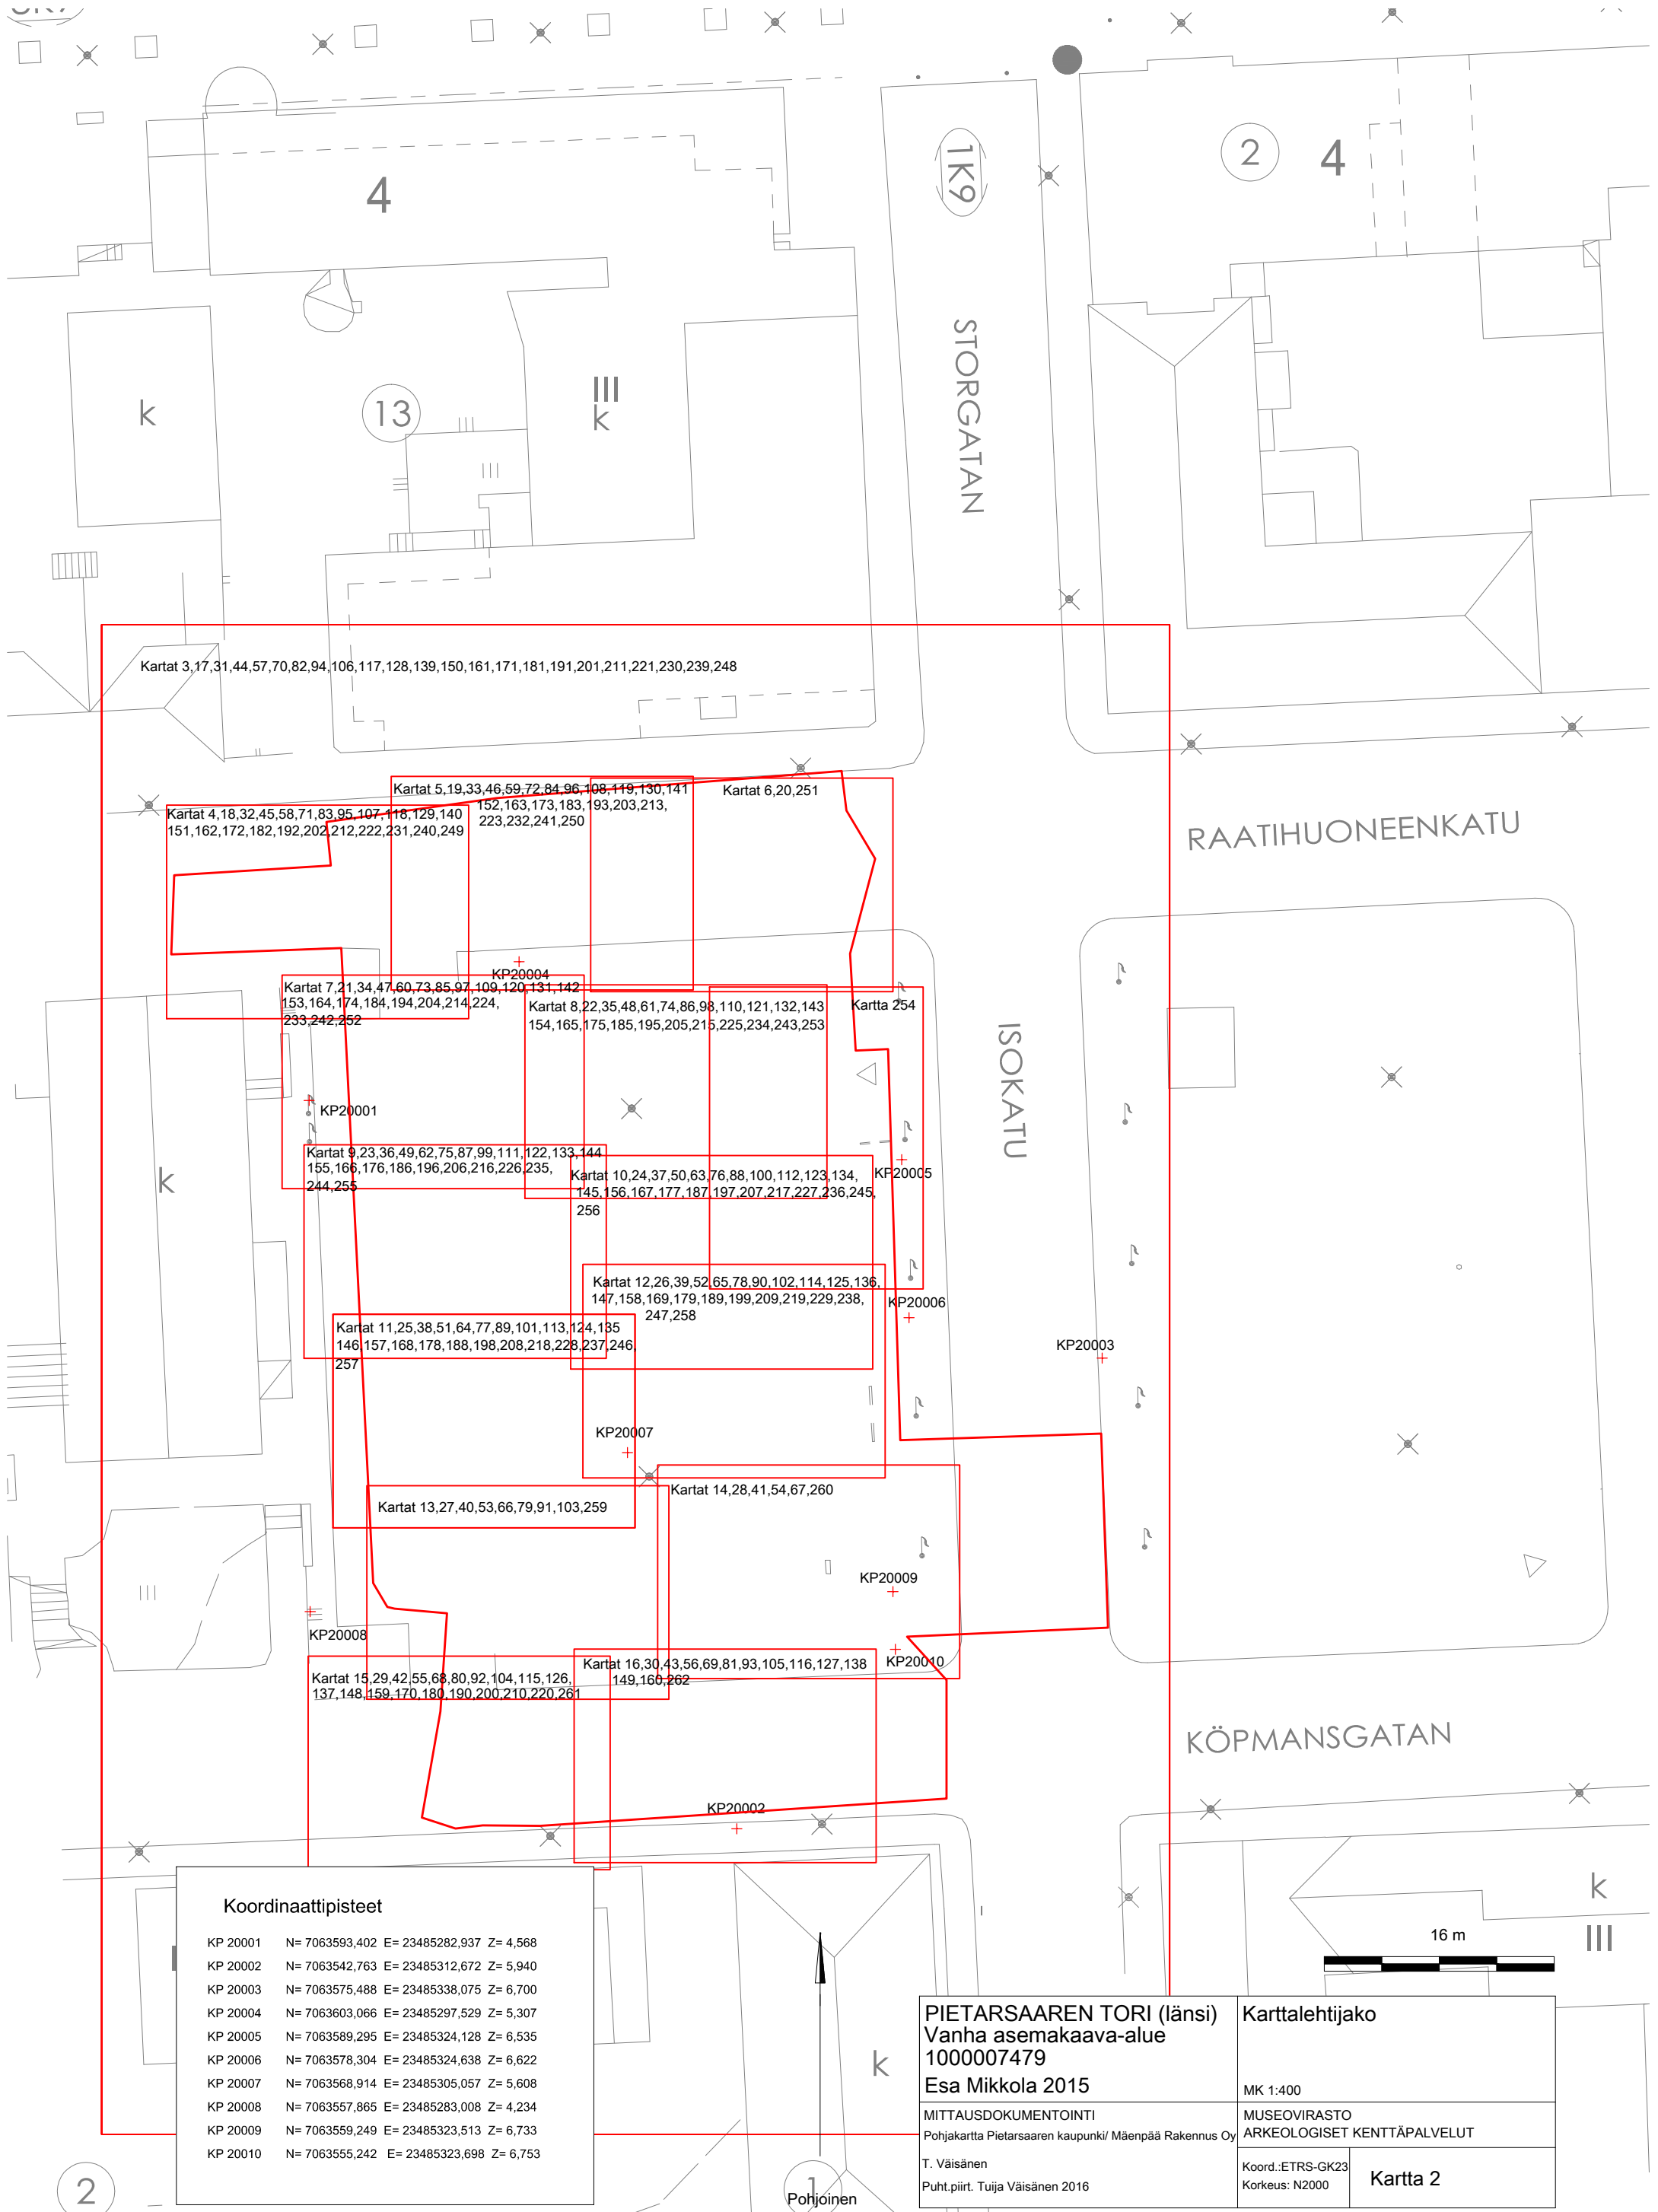 4
1K9
2
4
STORGATAN
k
13
III
k
Kartat 3,17,31,44,57,70,82,94,106,117,128,139,150,161,171,181,191,201,211,221,230,239,248
Kartat 5,19,33,46,59,72,84,96,108,119,130,141
152,163,173,183,193,203,213,
223,232,241,250
Kartat 6,20,251
Kartat 4,18,32,45,58,71,83,95,107,118,129,140
151,162,172,182,192,202,212,222,231,240,249
RAATIHUONEENKATU
KP20004
Kartat 7,21,34,47,60,73,85,97,109,120,131,142
153,164,174,184,194,204,214,224,
233,242,252
Kartat 8,22,35,48,61,74,86,98,110,121,132,143
154,165,175,185,195,205,215,225,234,243,253
Kartta 254
ISOKATU
KP20001
k
Kartat 9,23,36,49,62,75,87,99,111,122,133,144
155,166,176,186,196,206,216,226,235,
244,255
Kartat 10,24,37,50,63,76,88,100,112,123,134,
145,156,167,177,187,197,207,217,227,236,245,
256
KP20005
Kartat 12,26,39,52,65,78,90,102,114,125,136,
147,158,169,179,189,199,209,219,229,238,
247,258
KP20006
Kartat 11,25,38,51,64,77,89,101,113,124,135
146,157,168,178,188,198,208,218,228,237,246,
257
KP20003
KP20007
Kartat 14,28,41,54,67,260
Kartat 13,27,40,53,66,79,91,103,259
KP20009
KP20008
KP20010
Kartat 16,30,43,56,69,81,93,105,116,127,138
149,160,262
Kartat 15,29,42,55,68,80,92,104,115,126,
137,148,159,170,180,190,200,210,220,261
KÖPMANSGATAN
KP20002
k
III
16 m
Koordinaattipisteet
KP 20001 N= 7063593,402 E= 23485282,937 Z= 4,568
KP 20002 N= 7063542,763 E= 23485312,672 Z= 5,940
KP 20003 N= 7063575,488 E= 23485338,075 Z= 6,700
KP 20004 N= 7063603,066 E= 23485297,529 Z= 5,307
KP 20005 N= 7063589,295 E= 23485324,128 Z= 6,535
KP 20006 N= 7063578,304 E= 23485324,638 Z= 6,622
KP 20007 N= 7063568,914 E= 23485305,057 Z= 5,608
KP 20008 N= 7063557,865 E= 23485283,008 Z= 4,234
KP 20009 N= 7063559,249 E= 23485323,513 Z= 6,733
KP 20010 N= 7063555,242 E= 23485323,698 Z= 6,753
k
2
1
Pohjoinen
PIETARSAAREN TORI (länsi)
Vanha asemakaava-alue
1000007479
Esa Mikkola 2015
Karttalehtijako
MK 1:400
MITTAUSDOKUMENTOINTI
Pohjakartta Pietarsaaren kaupunki/ Mäenpää Rakennus Oy
T. Väisänen
Puht.piirt. Tuija Väisänen 2016
MUSEOVIRASTO
ARKEOLOGISET KENTTÄPALVELUT
Koord.:ETRS-GK23
Korkeus: N2000
Kartta 2